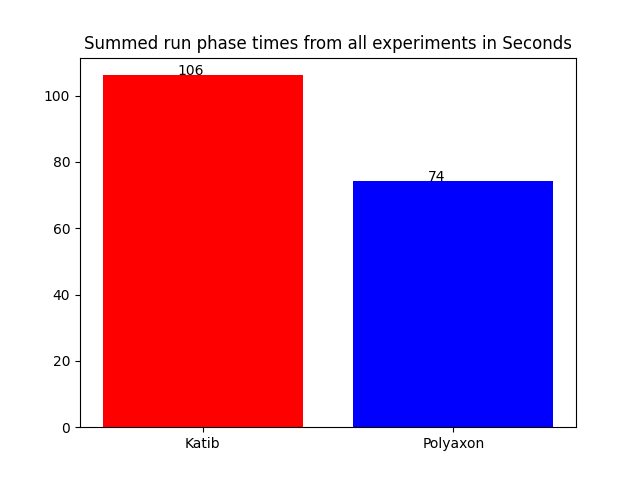 Summed run phase times from all experiments in Seconds
106
100
74
80
60
40
20
0
Katib
Polyaxon